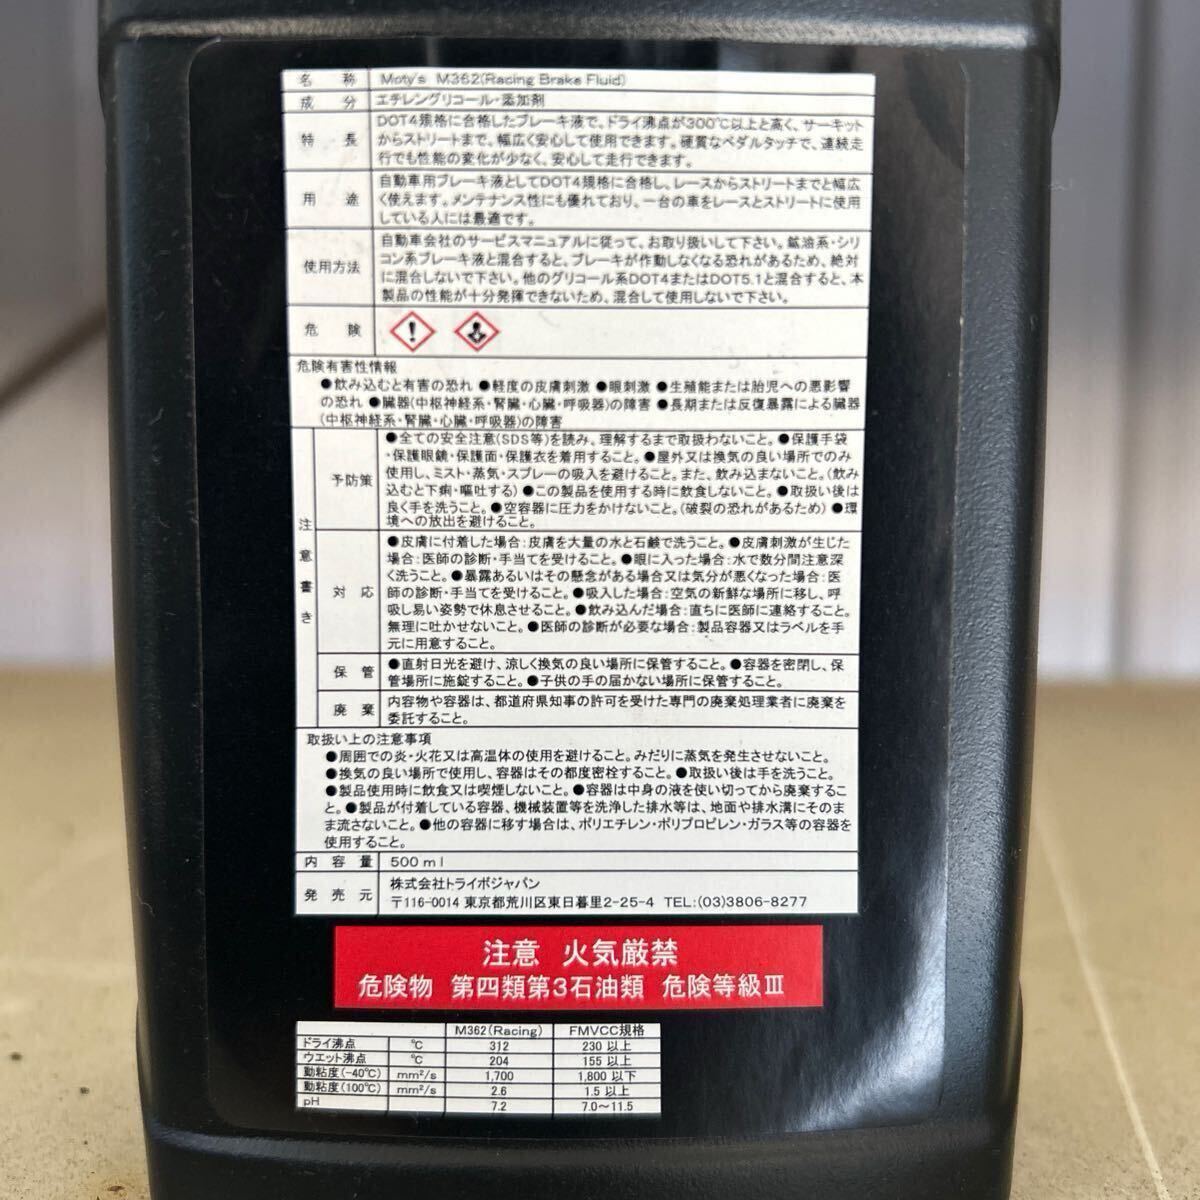 名　称　Moty's M362(Racing Brake Fluid)
成　分　エチレングリコール・添加剤
特　長　DOT4規格に合格したブレーキ液で、ドライ沸点が300℃以上と高く、サーキット
からストリートまで。幅広く安心して使用できます。硬質なペダルタッチで、連続走
行でも性能の変化が少なく、安心して走行できます。
用　途　自動車用ブレーキ液としてDOT4規格に合格し、レースからストリートまでと幅広
く使えます。メンテナンス性にも優れており、一台の車をレースとストリートに使用
している人には最適です。
使用方法　自動車会社のサービスマニュアルに従って、お取り扱いして下さい。鉱油系・シリ
コン系ブレーキ液と混合すると、ブレーキが作動しなくなる恐れがあるため、絶対
に混合しないで下さい。他のグリコール系DOT4またはDOT5.1と混合すると、本
製品の性能が十分発揮できないため、混合して使用しないで下さい。
危　険
危険有害性情報
●飲み込むと有害の恐れ ●軽度の皮膚刺激 ●眼刺激 ●生殖能または胎児への悪影響
の恐れ ●臓器(中枢神経系・腎臓・心臓・呼吸器)の障害 ●長期または反復暴露による臓器
(中枢神経系・腎臓・心臓・呼吸器)の障害
注意書き
予防策　●全ての安全注意(SDS等)を読み、理解するまで取扱わないこと。●保護手袋
・保護眼鏡・保護面・保護衣を着用すること。●屋外又は換気の良い場所でのみ
使用し、ミスト・蒸気・スプレーの吸入を避けること。また、飲み込まないこと。(飲み
込むと下痢・嘔吐する) ●この製品を使用する時に飲食しないこと。●取扱い後は
良く手を洗うこと。●空容器に圧力をかけないこと。(破裂の恐れがあるため) ●環
境への放出を避けること。
対　応　●皮膚に付着した場合:皮膚を大量の水と石鹸で洗うこと。●皮膚刺激が生じた
場合:医師の診断・手当てを受けること。●眼に入った場合:水で数分間注意深
く洗うこと。●暴露あるいはその懸念がある場合又は気分が悪くなった場合:医
師の診断・手当てを受けること。●吸入した場合:空気の新鮮な場所に移し、呼
吸し易い姿勢で休息させること。●飲み込んだ場合:直ちに医師に連絡すること。
無理に吐かせないこと。●医師の診断が必要な場合:製品容器又はラベルを手
元に用意すること。
保　管　●直射日光を避け、涼しく換気の良い場所に保管すること。●容器を密閉し、保
管場所に施錠すること。●子供の手の届かない場所に保管すること。
廃　棄　内容物や容器は、都道府県知事の許可を受けた専門の廃棄処理業者に廃棄を
委託すること。
取扱い上の注意事項
●周囲での炎・火花又は高温体の使用を避けること。みだりに蒸気を発生させないこと。
●換気の良い場所で使用し、容器はその都度密栓すること。●取扱い後は手を洗うこと。
●製品使用時に飲食又は喫煙しないこと。●容器は中身の液を使い切ってから廃棄するこ
と。●製品が付着している容器、機械装置等を洗浄した排水等は、地面や排水溝にそのま
ま流さないこと。●他の容器に移す場合は、ポリエチレン・ポリプロピレン・ガラス等の容器を
使用すること。
内 容 量　500ml
発 売 元　株式会社トライボジャパン
〒116-0014 東京都荒川区東日暮里2-25-4 TEL:(03)3806-8277
注意　火気厳禁
危険物　第四類第3石油類　危険等級Ⅲ
M362(Racing)　FMVCC規格
ドライ沸点　℃　312　230 以上
ウエット沸点　℃　204　155 以上
動粘度(-40℃)　mm²/s　1,700　1,800 以下
動粘度(100℃)　mm²/s　2.6　1.5 以上
pH　7.2　7.0～11.5